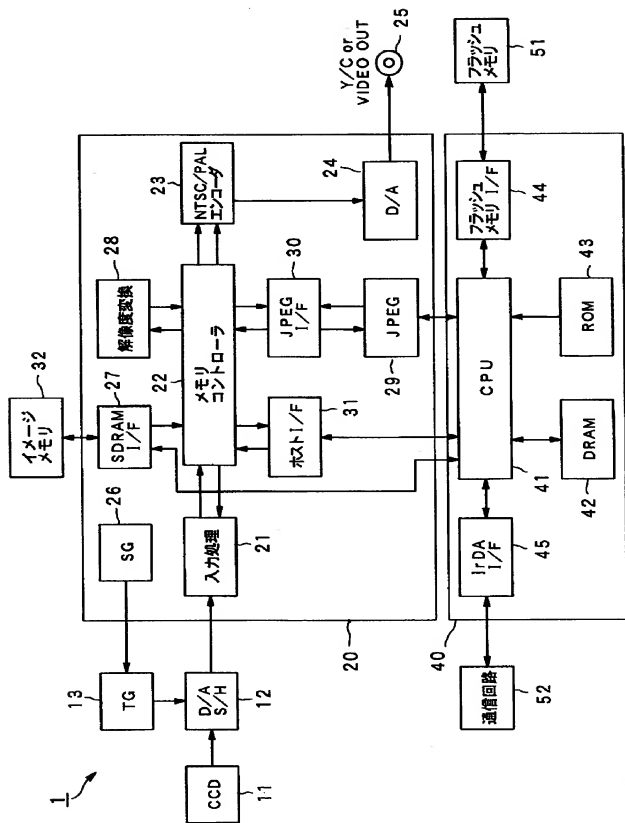 1
イメージ
メモリ
32
13
TG
26
SG
SDRAM
I/F
27
解像度変換
28
メモリ
コントローラ
22
NTSC/PAL
エンコーダ
23
Y/C or
VIDEO OUT
25
D/A
24
CCD
11
D/A
S/H
12
入力処理
21
ホスト I/F
31
JPEG
I/F
30
JPEG
29
20
40
通信回路
52
IrDA
I/F
45
CPU
41
DRAM
42
ROM
43
フラッシュ
メモリ I/F
44
フラッシュ
メモリ
51